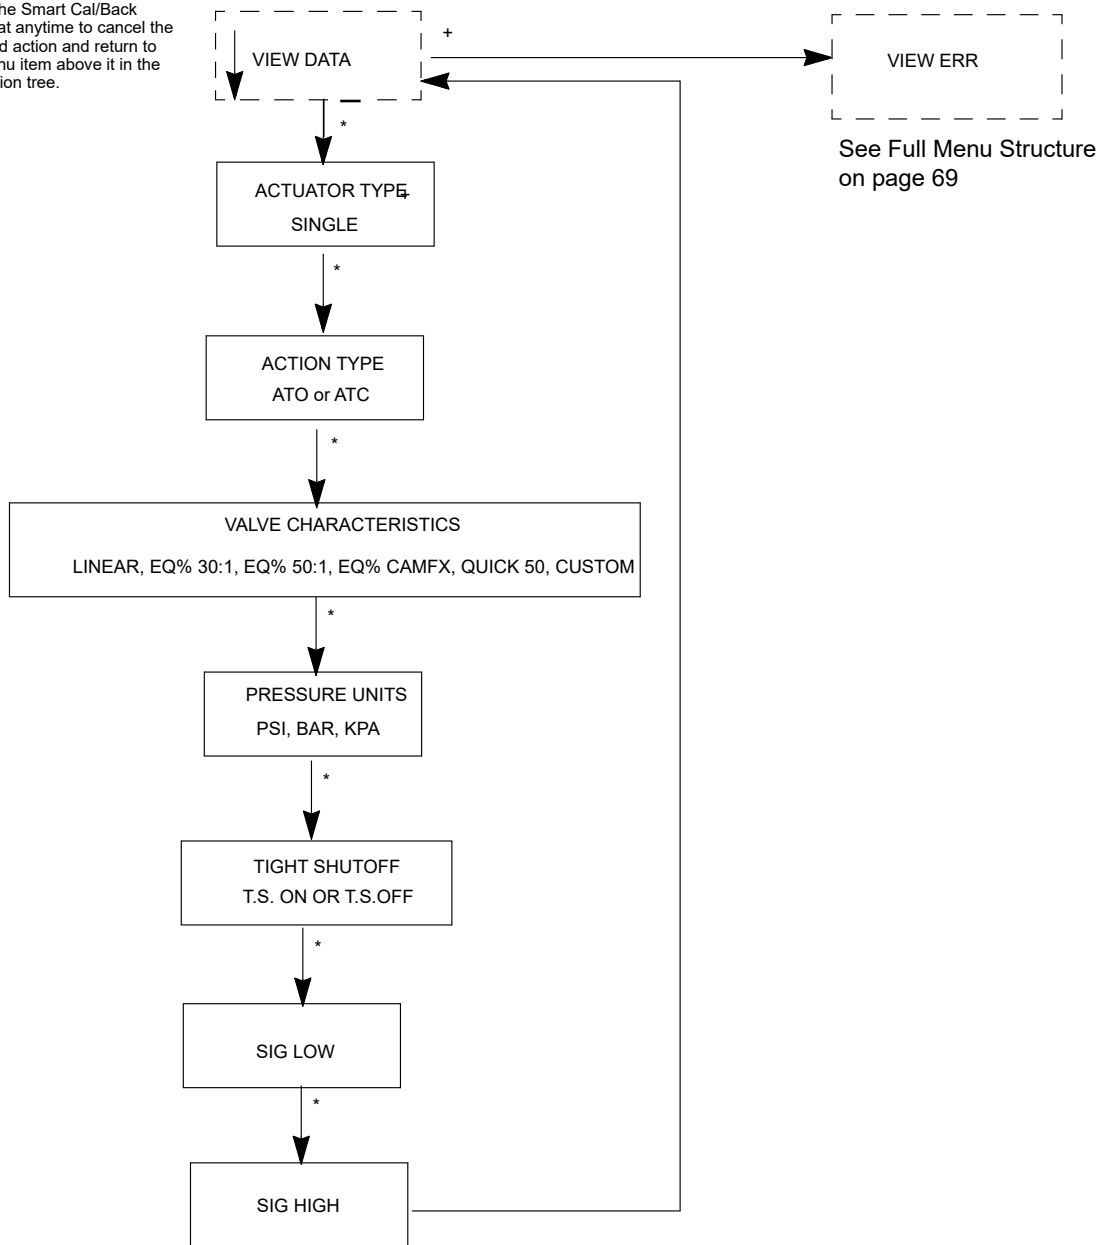 he Smart Cal/Back
at anytime to cancel the
d action and return to
nu item above it in the
ion tree.
VIEW DATA
+
VIEW ERR
See Full Menu Structure
on page 69
*
ACTUATOR TYPE
+
SINGLE
*
ACTION TYPE
ATO or ATC
*
VALVE CHARACTERISTICS
LINEAR, EQ% 30:1, EQ% 50:1, EQ% CAMFX, QUICK 50, CUSTOM
*
PRESSURE UNITS
PSI, BAR, KPA
*
TIGHT SHUTOFF
T.S. ON OR T.S.OFF
*
SIG LOW
*
SIG HIGH